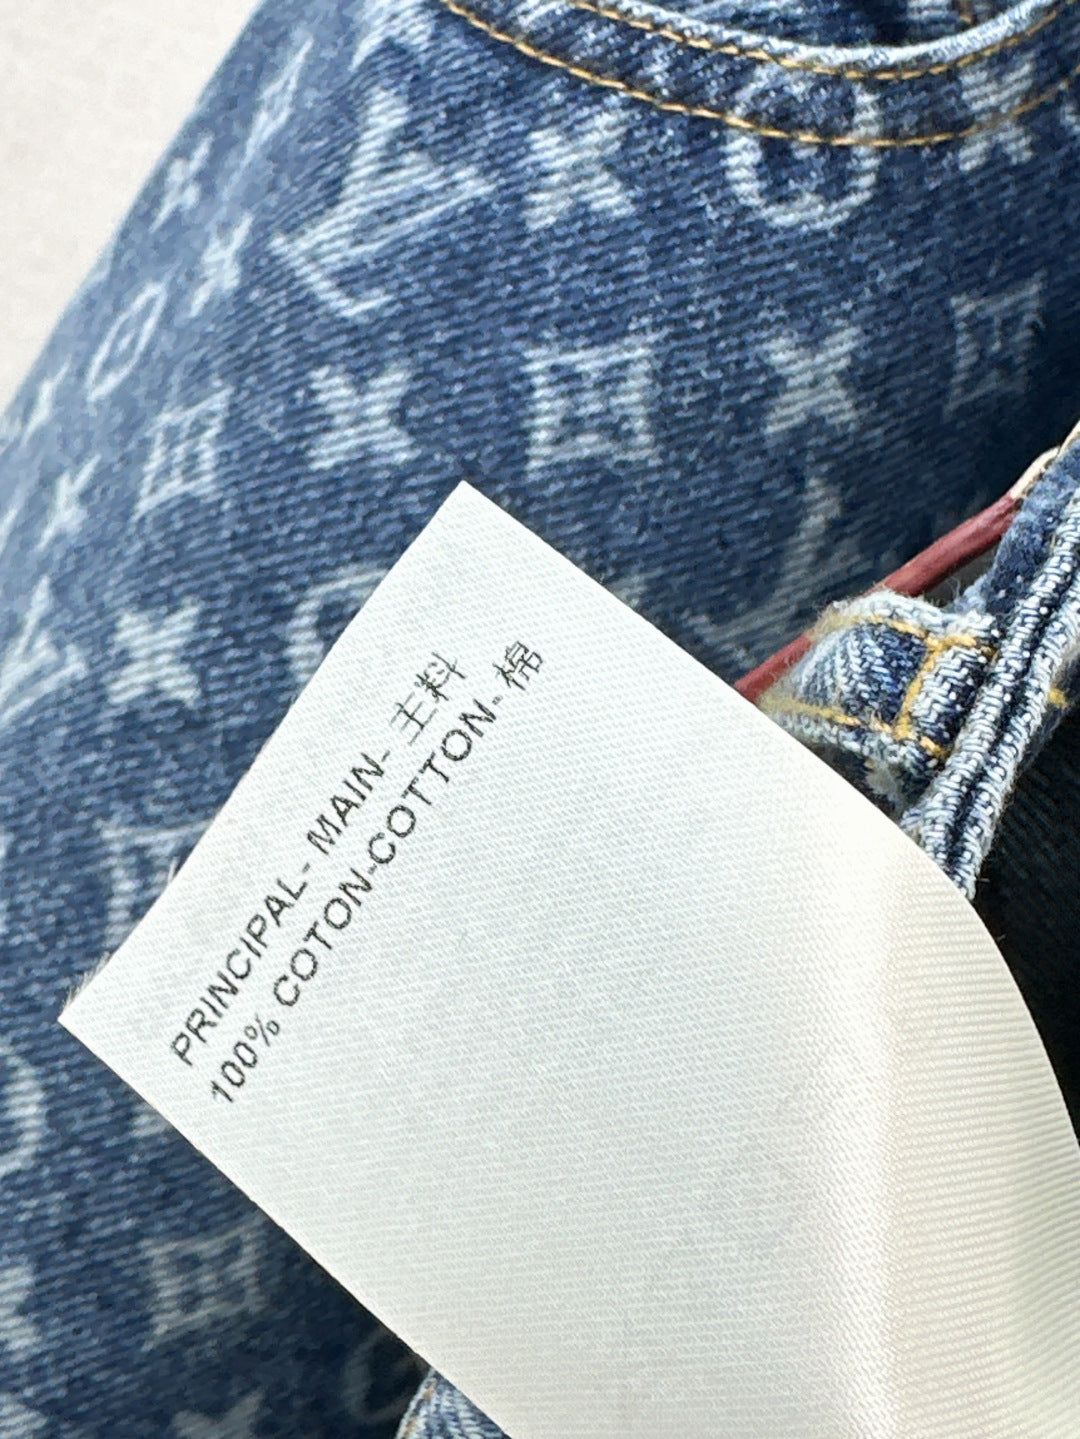 PRINCIPAL- MAIN- 主料
100% COTON-COTTON-棉